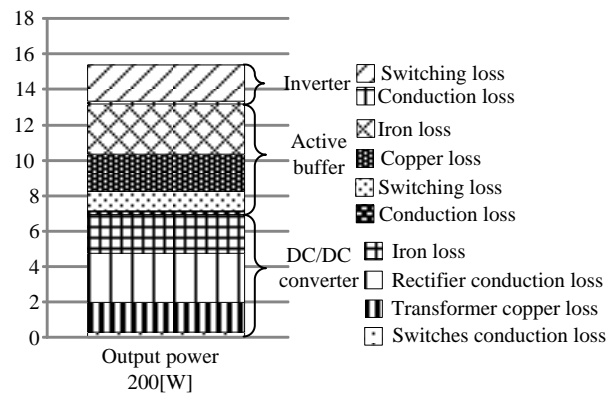 18
16
14
12
10
8
6
4
2
0
Output power
200[W]
Inverter
Active
buffer
DC/DC
converter
Switching loss
Conduction loss
Iron loss
Copper loss
Switching loss
Conduction loss
Iron loss
Rectifier conduction loss
Transformer copper loss
Switches conduction loss